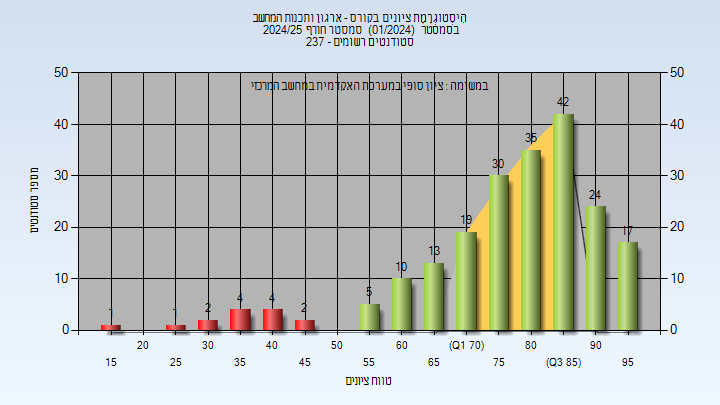 הִיסְטוֹגְרָמַת ציונים בקורס - ארגון ותכנות המחשב
בסמסטר (01/2024) סמסטר חורף 2024/25
סטודנטים רשומים - 237
במשימה : ציון סופי במערכת האקדמית במחשב המרכזי
50 50
40 40
30 30
20 20
10 10
0 0
1 1 2 4 4 2 5 10 13 19 30 35 42 24 17
מספר סטודנטים
20 30 40 50 60 (Q1 70) 80 90
15 25 35 45 55 65 75 (Q3 85) 95
טווח ציונים